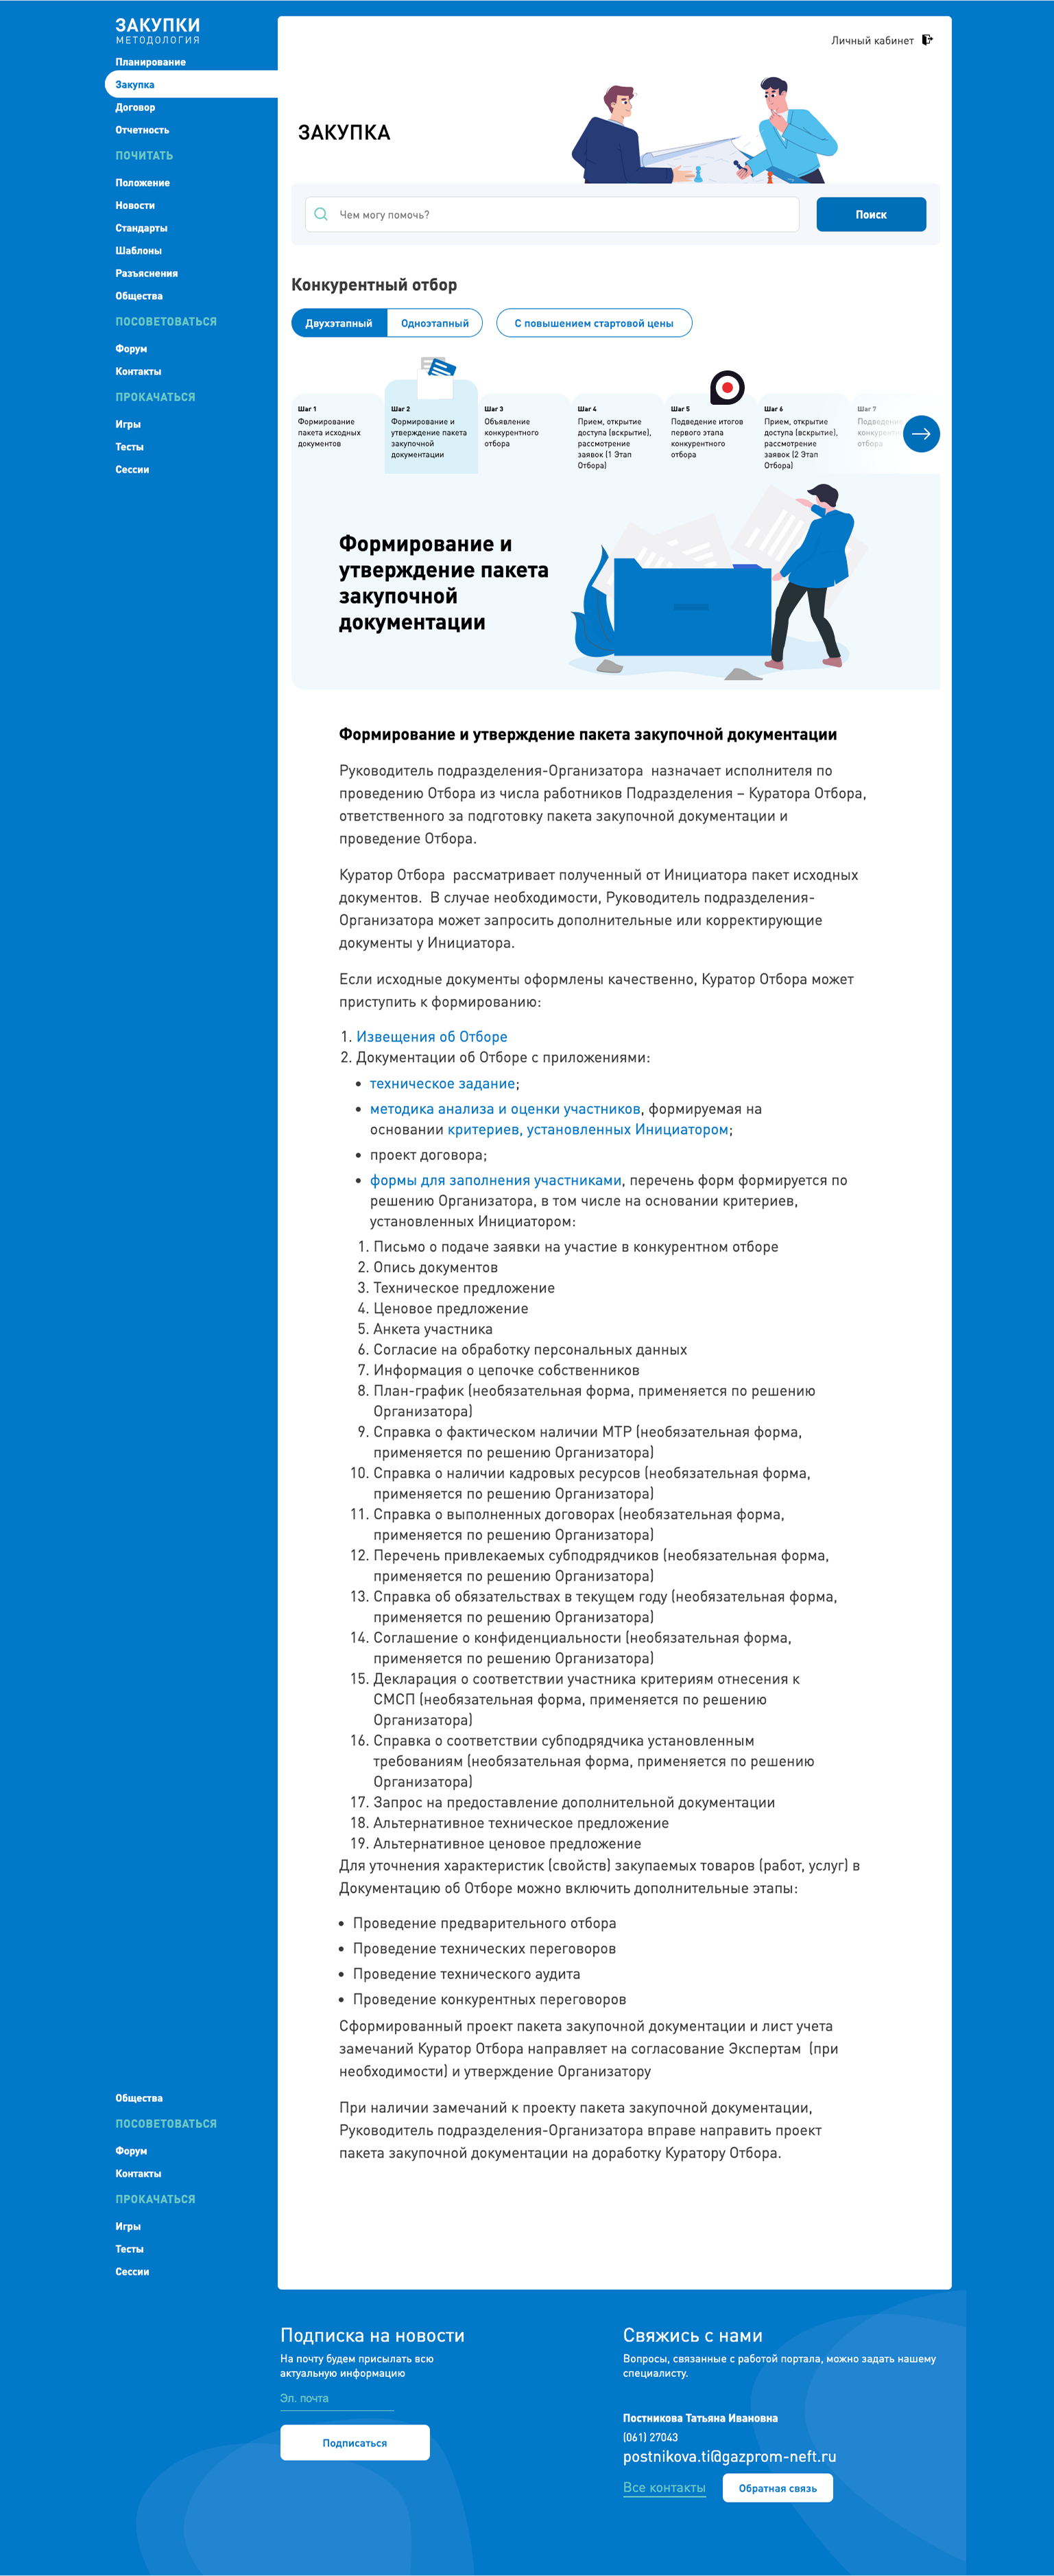 ЗАКУПКИ
МЕТОДОЛОГИЯ
Планирование
Закупка
Договор
Отчетность
ПОЧИТАТЬ
Положение
Новости
Стандарты
Шаблоны
Разъяснения
Общества
ПОСОВЕТОВАТЬСЯ
Форум
Контакты
ПРОКАЧАТЬСЯ
Игры
Тесты
Сессии
Личный кабинет
ЗАКУПКА
Чем могу помочь?
Поиск
Конкурентный отбор
Двухэтапный
Одноэтапный
С повышением стартовой цены
Шаг 1
Формирование
пакета исходных
документов
Шаг 2
Формирование и
утверждение пакета
закупочной
документации
Шаг 3
Объявление
конкурентного
отбора
Шаг 4
Прием, открытие
доступа (вскрытие),
рассмотрение
заявок (1 Этап
Отбора)
Шаг 5
Подведение итогов
первого этапа
конкурентного
отбора
Шаг 6
Прием, открытие
доступа (вскрытие),
рассмотрение
заявок (2 Этап
Отбора)
Шаг 7
отбора
Формирование и
утверждение пакета
закупочной
документации
Формирование и утверждение пакета закупочной документации
Руководитель подразделения-Организатора  назначает исполнителя по
проведению Отбора из числа работников Подразделения – Куратора Отбора,
ответственного за подготовку пакета закупочной документации и
проведение Отбора.
Куратор Отбора  рассматривает полученный от Инициатора пакет исходных
документов.  В случае необходимости, Руководитель подразделения-
Организатора может запросить дополнительные или корректирующие
документы у Инициатора.
Если исходные документы оформлены качественно, Куратор Отбора может
приступить к формированию:
1. Извещения об Отборе
2. Документации об Отборе с приложениями:
• техническое задание;
• методика анализа и оценки участников, формируемая на
основании критериев, установленных Инициатором;
• проект договора;
• формы для заполнения участниками, перечень форм формируется по
решению Организатора, в том числе на основании критериев,
установленных Инициатором:
1. Письмо о подаче заявки на участие в конкурентном отборе
2. Опись документов
3. Техническое предложение
4. Ценовое предложение
5. Анкета участника
6. Согласие на обработку персональных данных
7. Информация о цепочке собственников
8. План-график (необязательная форма, применяется по решению
Организатора)
9. Справка о фактическом наличии МТР (необязательная форма,
применяется по решению Организатора)
10. Справка о наличии кадровых ресурсов (необязательная форма,
применяется по решению Организатора)
11. Справка о выполненных договорах (необязательная форма,
применяется по решению Организатора)
12. Перечень привлекаемых субподрядчиков (необязательная форма,
применяется по решению Организатора)
13. Справка об обязательствах в текущем году (необязательная форма,
применяется по решению Организатора)
14. Соглашение о конфиденциальности (необязательная форма,
применяется по решению Организатора)
15. Декларация о соответствии участника критериям отнесения к
СМСП (необязательная форма, применяется по решению
Организатора)
16. Справка о соответствии субподрядчика установленным
требованиям (необязательная форма, применяется по решению
Организатора)
17. Запрос на предоставление дополнительной документации
18. Альтернативное техническое предложение
19. Альтернативное ценовое предложение
Для уточнения характеристик (свойств) закупаемых товаров (работ, услуг) в
Документацию об Отборе можно включить дополнительные этапы:
• Проведение предварительного отбора
• Проведение технических переговоров
• Проведение технического аудита
• Проведение конкурентных переговоров
Сформированный проект пакета закупочной документации и лист учета
замечаний Куратор Отбора направляет на согласование Экспертам  (при
необходимости) и утверждение Организатору
При наличии замечаний к проекту пакета закупочной документации,
Руководитель подразделения-Организатора вправе направить проект
пакета закупочной документации на доработку Куратору Отбора.
Общества
ПОСОВЕТОВАТЬСЯ
Форум
Контакты
ПРОКАЧАТЬСЯ
Игры
Тесты
Сессии
Подписка на новости
На почту будем присылать всю
актуальную информацию
Эл. почта
Подписаться
Свяжись с нами
Вопросы, связанные с работой портала, можно задать нашему
специалисту.
Постникова Татьяна Ивановна
(061) 27043
postnikova.ti@gazprom-neft.ru
Все контакты
Обратная связь